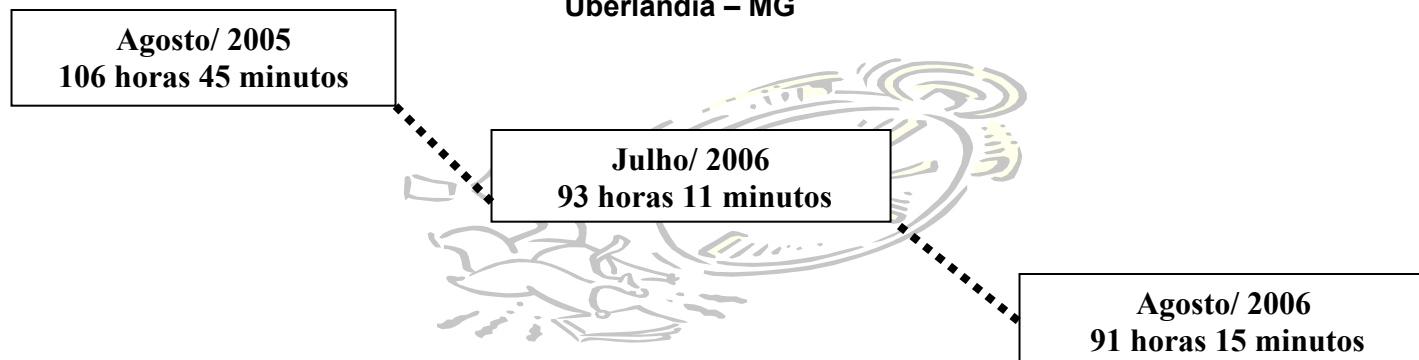 Uberlândia – MG
Agosto/ 2005
106 horas 45 minutos
Julho/ 2006
93 horas 11 minutos
Agosto/ 2006
91 horas 15 minutos